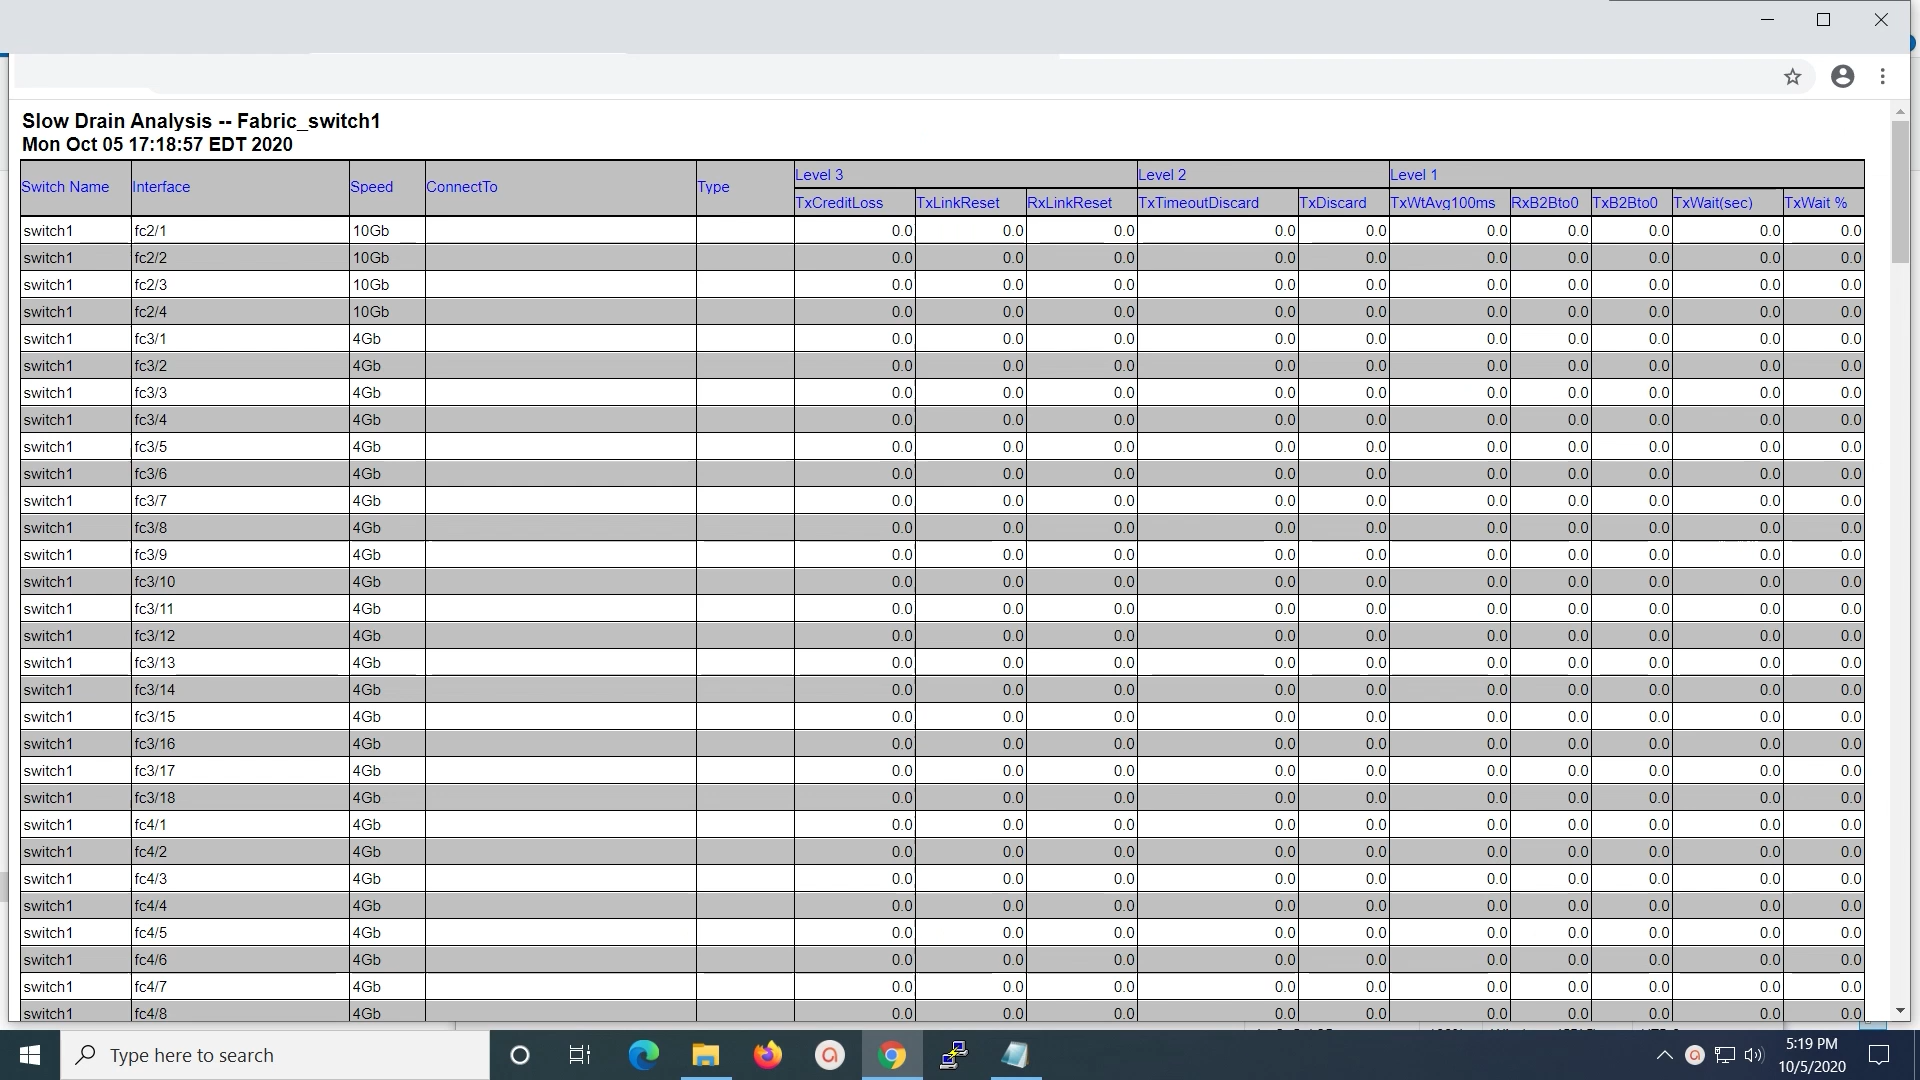 Slow Drain Analysis -- Fabric_switch1
Mon Oct 05 17:18:57 EDT 2020
Switch Name Interface Speed ConnectTo Type Level 3 Level 2 Level 1
TxCreditLoss TxLinkReset RxLinkReset TxTimeoutDiscard TxDiscard TxWtAvg100ms RxB2Bto0 TxB2Bto0 TxWait(sec) TxWait %
switch1 fc2/1 10Gb 0.0 0.0 0.0 0.0 0.0 0.0 0.0 0.0 0.0 0.0
switch1 fc2/2 10Gb 0.0 0.0 0.0 0.0 0.0 0.0 0.0 0.0 0.0 0.0
switch1 fc2/3 10Gb 0.0 0.0 0.0 0.0 0.0 0.0 0.0 0.0 0.0 0.0
switch1 fc2/4 10Gb 0.0 0.0 0.0 0.0 0.0 0.0 0.0 0.0 0.0 0.0
switch1 fc3/1 4Gb 0.0 0.0 0.0 0.0 0.0 0.0 0.0 0.0 0.0 0.0
switch1 fc3/2 4Gb 0.0 0.0 0.0 0.0 0.0 0.0 0.0 0.0 0.0 0.0
switch1 fc3/3 4Gb 0.0 0.0 0.0 0.0 0.0 0.0 0.0 0.0 0.0 0.0
switch1 fc3/4 4Gb 0.0 0.0 0.0 0.0 0.0 0.0 0.0 0.0 0.0 0.0
switch1 fc3/5 4Gb 0.0 0.0 0.0 0.0 0.0 0.0 0.0 0.0 0.0 0.0
switch1 fc3/6 4Gb 0.0 0.0 0.0 0.0 0.0 0.0 0.0 0.0 0.0 0.0
switch1 fc3/7 4Gb 0.0 0.0 0.0 0.0 0.0 0.0 0.0 0.0 0.0 0.0
switch1 fc3/8 4Gb 0.0 0.0 0.0 0.0 0.0 0.0 0.0 0.0 0.0 0.0
switch1 fc3/9 4Gb 0.0 0.0 0.0 0.0 0.0 0.0 0.0 0.0 0.0 0.0
switch1 fc3/10 4Gb 0.0 0.0 0.0 0.0 0.0 0.0 0.0 0.0 0.0 0.0
switch1 fc3/11 4Gb 0.0 0.0 0.0 0.0 0.0 0.0 0.0 0.0 0.0 0.0
switch1 fc3/12 4Gb 0.0 0.0 0.0 0.0 0.0 0.0 0.0 0.0 0.0 0.0
switch1 fc3/13 4Gb 0.0 0.0 0.0 0.0 0.0 0.0 0.0 0.0 0.0 0.0
switch1 fc3/14 4Gb 0.0 0.0 0.0 0.0 0.0 0.0 0.0 0.0 0.0 0.0
switch1 fc3/15 4Gb 0.0 0.0 0.0 0.0 0.0 0.0 0.0 0.0 0.0 0.0
switch1 fc3/16 4Gb 0.0 0.0 0.0 0.0 0.0 0.0 0.0 0.0 0.0 0.0
switch1 fc3/17 4Gb 0.0 0.0 0.0 0.0 0.0 0.0 0.0 0.0 0.0 0.0
switch1 fc3/18 4Gb 0.0 0.0 0.0 0.0 0.0 0.0 0.0 0.0 0.0 0.0
switch1 fc4/1 4Gb 0.0 0.0 0.0 0.0 0.0 0.0 0.0 0.0 0.0 0.0
switch1 fc4/2 4Gb 0.0 0.0 0.0 0.0 0.0 0.0 0.0 0.0 0.0 0.0
switch1 fc4/3 4Gb 0.0 0.0 0.0 0.0 0.0 0.0 0.0 0.0 0.0 0.0
switch1 fc4/4 4Gb 0.0 0.0 0.0 0.0 0.0 0.0 0.0 0.0 0.0 0.0
switch1 fc4/5 4Gb 0.0 0.0 0.0 0.0 0.0 0.0 0.0 0.0 0.0 0.0
switch1 fc4/6 4Gb 0.0 0.0 0.0 0.0 0.0 0.0 0.0 0.0 0.0 0.0
switch1 fc4/7 4Gb 0.0 0.0 0.0 0.0 0.0 0.0 0.0 0.0 0.0 0.0
switch1 fc4/8 4Gb 0.0 0.0 0.0 0.0 0.0 0.0 0.0 0.0 0.0 0.0
Type here to search
5:19 PM
10/5/2020